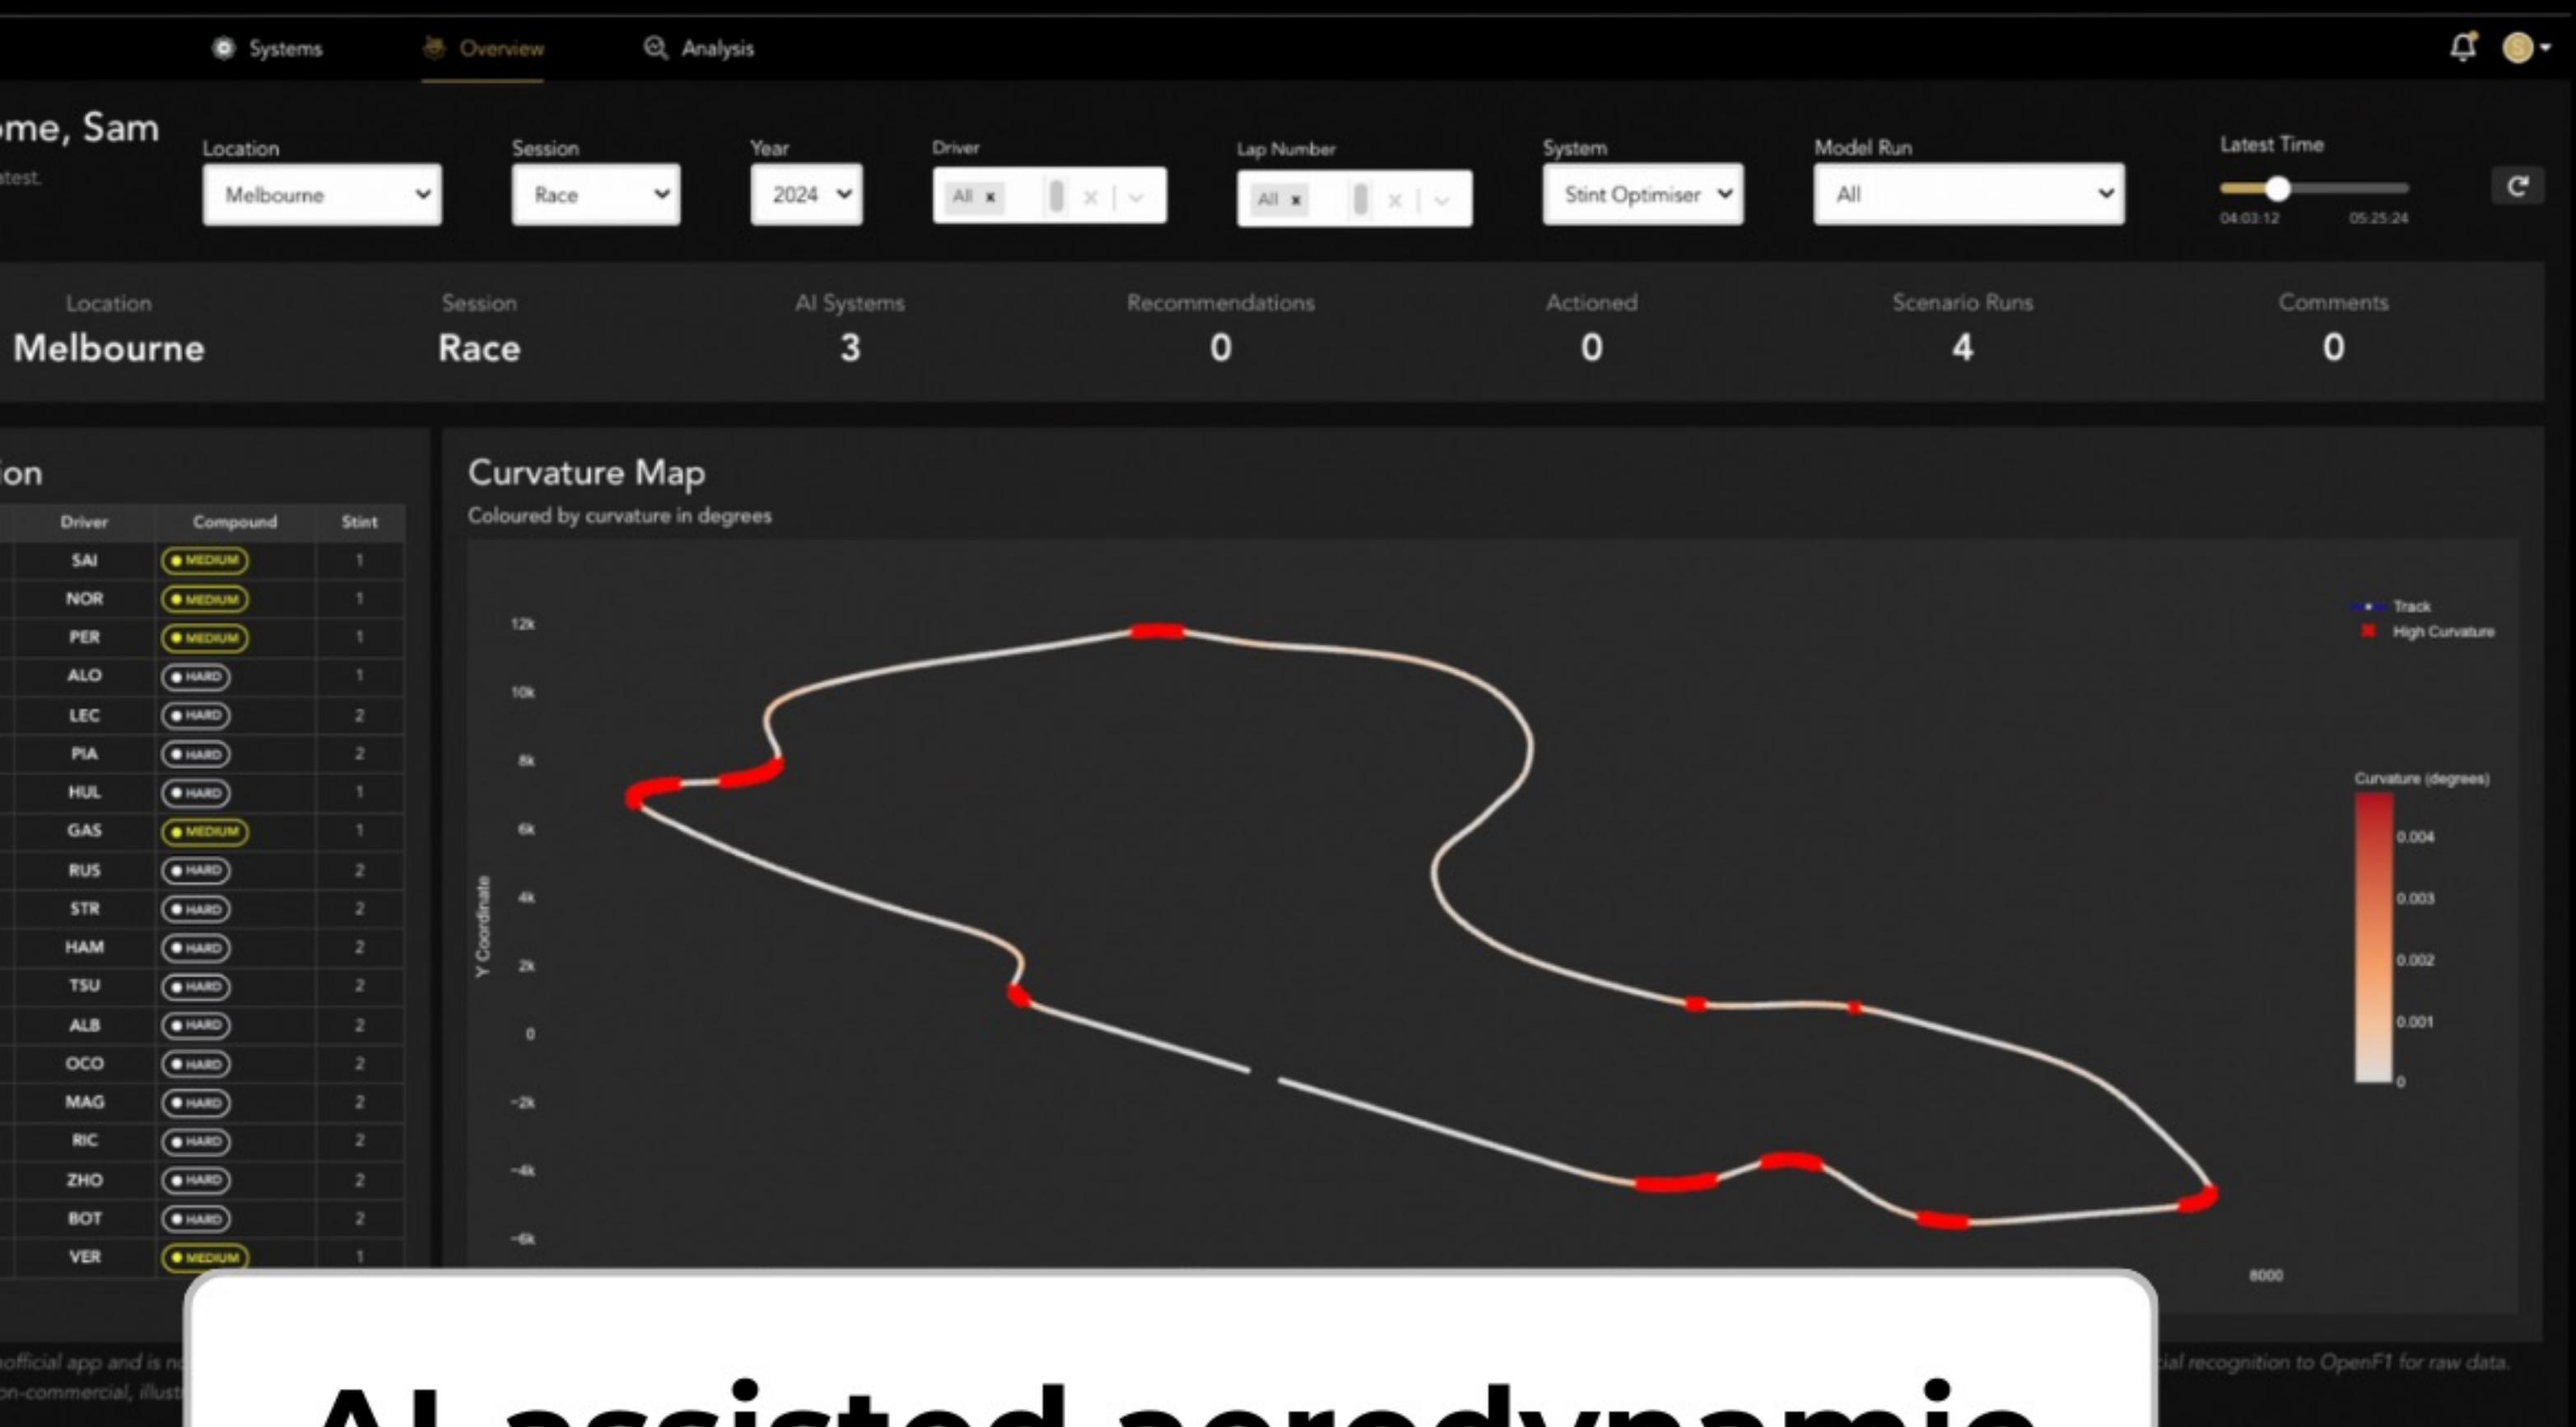 Systems Overview Analysis
ome, Sam
atest.
Location Session Year Driver Lap Number System Model Run Latest Time
Melbourne Race 2024 All All Stint Optimiser All
04:03:12 05:25:24
Location Session AI Systems Recommendations Actioned Scenario Runs Comments
Melbourne Race 3 0 0 4 0
ion
Driver Compound Stint
SAI MEDIUM 1
NOR MEDIUM 1
PER MEDIUM 1
ALO HARD 1
LEC HARD 2
PIA HARD 2
HUL HARD 1
GAS MEDIUM 1
RUS HARD 2
STR HARD 2
HAM HARD 2
TSU HARD 2
ALB HARD 2
OCO HARD 2
MAG HARD 2
RIC HARD 2
ZHO HARD 2
BOT HARD 2
VER MEDIUM 1
Curvature Map
Coloured by curvature in degrees
12k
10k
8k
6k
4k
2k
0
−2k
−4k
−6k
Y Coordinate
8000
Track
High Curvature
Curvature (degrees)
0.004
0.003
0.002
0.001
0
nofficial app and is no
on-commercial, illust
cial recognition to OpenF1 for raw data.
AI-assisted aerodynamic